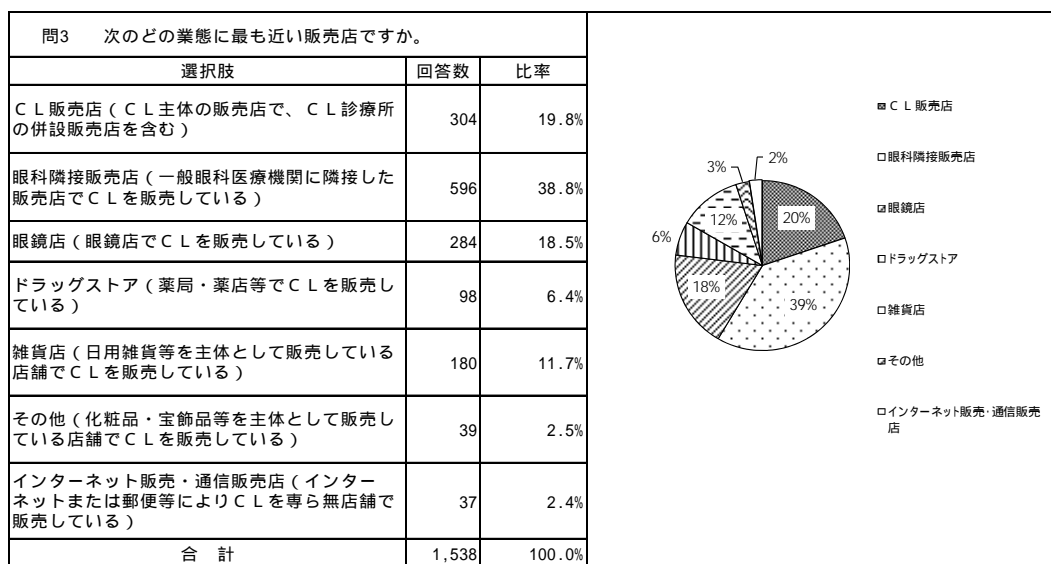 問3　次のどの業態に最も近い販売店ですか。
選択肢 回答数 比率
ＣＬ販売店（ＣＬ主体の販売店で、ＣＬ診療所
の併設販売店を含む） 304 19.8%
眼科隣接販売店（一般眼科医療機関に隣接した
販売店でＣＬを販売している） 596 38.8%
眼鏡店（眼鏡店でＣＬを販売している） 284 18.5%
ドラッグストア（薬局・薬店等でＣＬを販売し
ている） 98 6.4%
雑貨店（日用雑貨等を主体として販売している
店舗でＣＬを販売している） 180 11.7%
その他（化粧品・宝飾品等を主体として販売し
ている店舗でＣＬを販売している） 39 2.5%
インターネット販売・通信販売店（インター
ネットまたは郵便等によりＣＬを専ら無店舗で
販売している） 37 2.4%
合　計 1,538 100.0%
20%
39%
18%
6%
12%
3%
2%
ＣＬ販売店
眼科隣接販売店
眼鏡店
ドラッグストア
雑貨店
その他
インターネット販売・通信販売
店